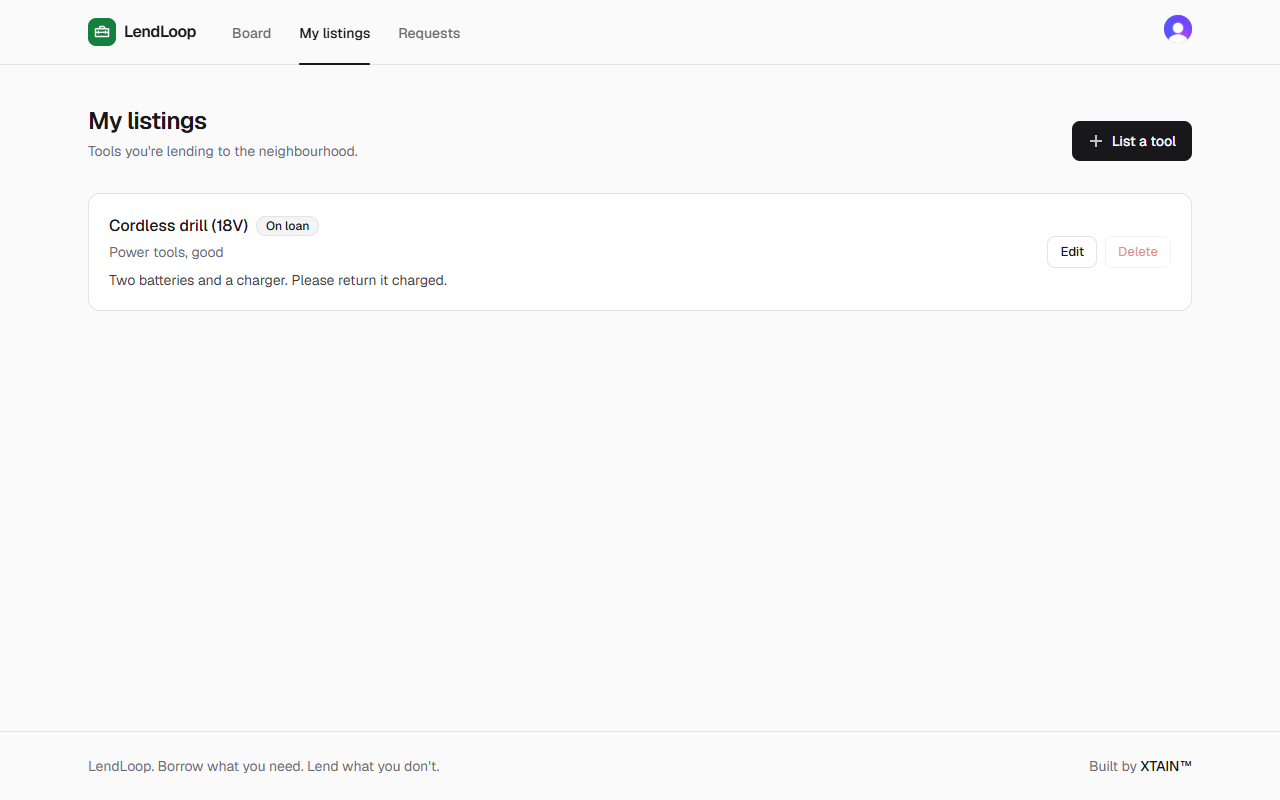 LendLoop
Board
My listings
Requests
My listings
Tools you're lending to the neighbourhood.
List a tool
Cordless drill (18V)
On loan
Power tools, good
Two batteries and a charger. Please return it charged.
Edit
Delete
LendLoop. Borrow what you need. Lend what you don't.
Built by XTAIN™